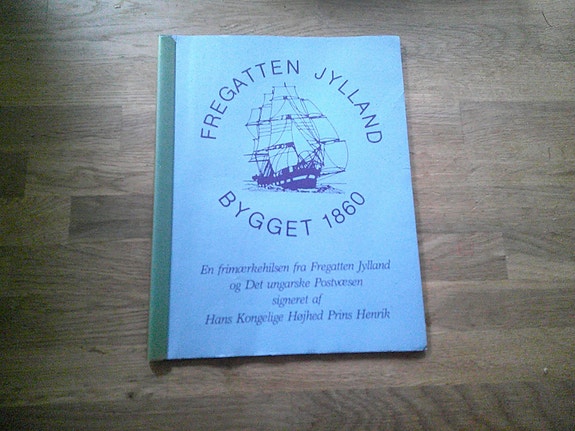 FREGATTEN JYLLAND
BYGGET 1860
En frimærkehilsen fra Fregatten Jylland
og Det ungarske Postvæsen
signeret af
Hans Kongelige Højhed Prins Henrik